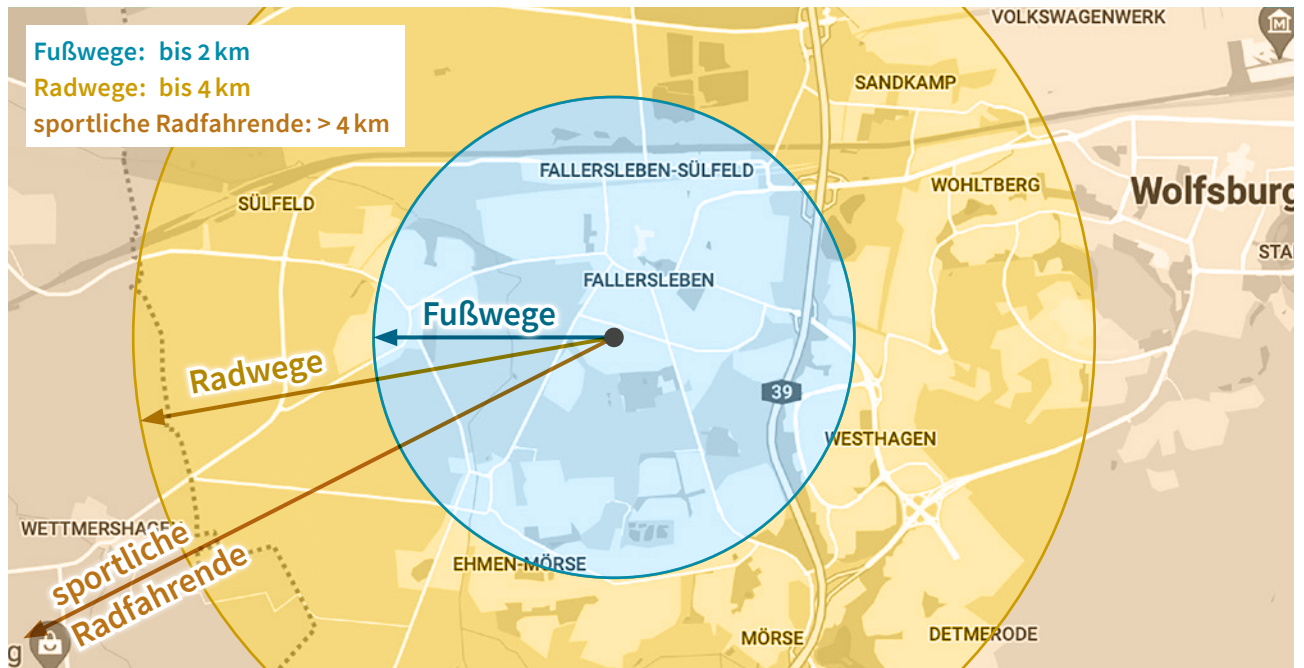 Fußwege: bis 2 km
Radwege: bis 4 km
sportliche Radfahrende: > 4 km
VOLKSWAGENWERK
SANDKAMP
FALLERSLEBEN-SÜLFELD
WOHLTBERG
Wolfsburg
SÜLFELD
STA
FALLERSLEBEN
Fußwege
Radwege
39
WESTHAGEN
WETTMERSHAGEN
sportliche
Radfahrende
EHMEN-MÖRSE
MÖRSE
DETMERODE
g
M